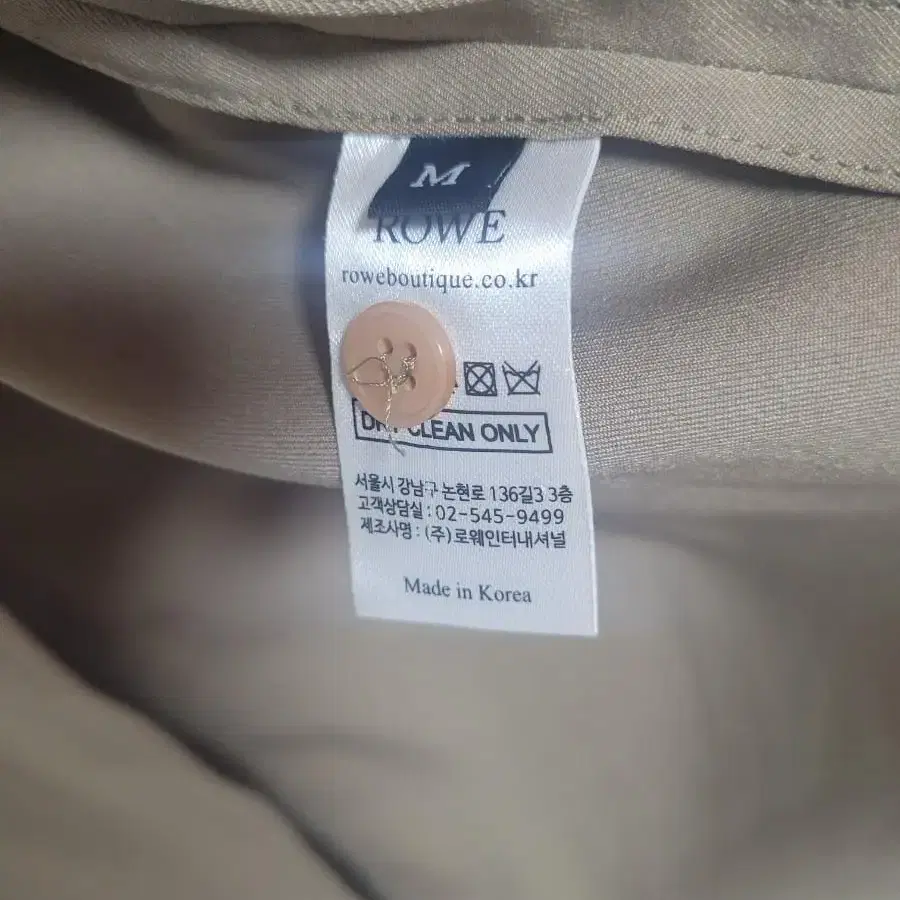 M
ROWE
roweboutique.co.kr
DRY CLEAN ONLY
서울시 강남구 논현로 136길3 3층
고객상담실 : 02-545-9499
제조사명 : (주)로웨인터내셔널
Made in Korea